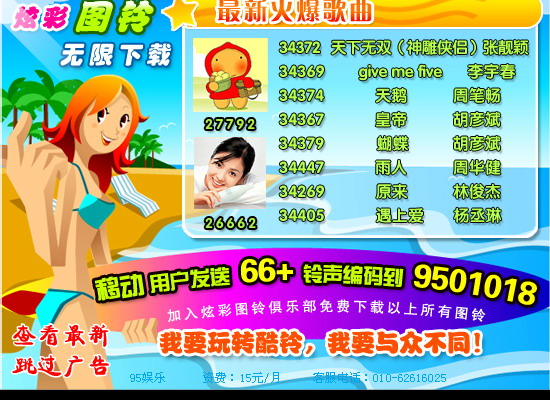 炫彩图铃
无限下载
最新火爆歌曲
34372 天下无双（神雕侠侣）张靓颖
34369 give me five 李宇春
34374 天鹅 周笔畅
34367 皇帝 胡彦斌
34379 蝴蝶 胡彦斌
34447 雨人 周华健
34269 原来 林俊杰
34405 遇上爱 杨丞琳
27792
26662
移动用户发送 66+ 铃声编码到 9501018
加入炫彩图铃俱乐部免费下载以上所有图铃
我要玩转酷铃，我要与众不同！
查看最新
跳过广告
95娱乐 资费：15元/月 客服电话：010-62616025